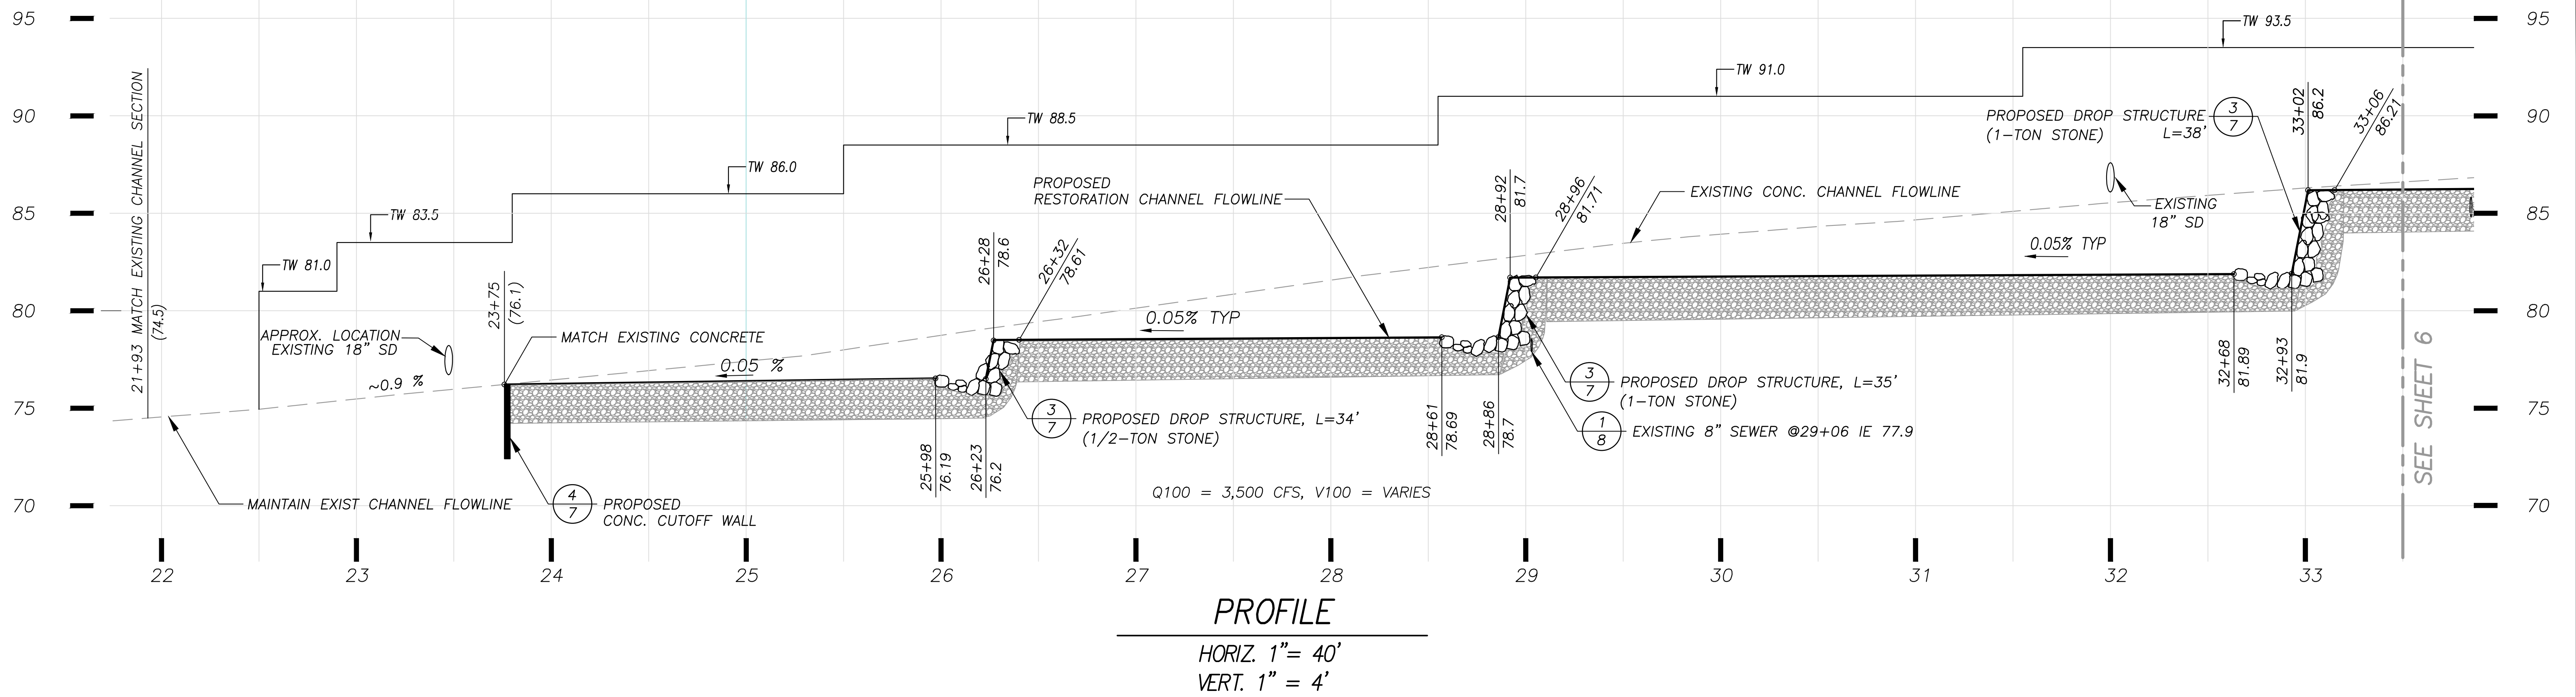 95
TW 93.5
95
TW 91.0
90
TW 88.5
PROPOSED DROP STRUCTURE
(1-TON STONE)
L=38'
3
7
33+02
86.2
33+06
86.21
90
21+93 MATCH EXISTING CHANNEL SECTION
(74.5)
TW 86.0
PROPOSED
RESTORATION CHANNEL FLOWLINE
28+92
81.7
28+96
81.71
EXISTING CONC. CHANNEL FLOWLINE
EXISTING
18" SD
85
TW 83.5
85
TW 81.0
26+28
78.6
26+32
78.61
0.05% TYP
80
23+75
(76.1)
0.05% TYP
80
APPROX. LOCATION
EXISTING 18" SD
MATCH EXISTING CONCRETE
~0.9 %
0.05 %
3
7
PROPOSED DROP STRUCTURE, L=35'
(1-TON STONE)
32+68
81.89
32+93
81.9
SEE SHEET 6
75
3
7
PROPOSED DROP STRUCTURE, L=34'
(1/2-TON STONE)
28+61
78.69
28+86
78.7
1
8
EXISTING 8" SEWER @29+06 IE 77.9
75
25+98
76.19
26+23
76.2
70
MAINTAIN EXIST CHANNEL FLOWLINE
4
7
PROPOSED
CONC. CUTOFF WALL
Q100 = 3,500 CFS, V100 = VARIES
70
22
23
24
25
26
27
28
29
30
31
32
33
PROFILE
HORIZ. 1"= 40'
VERT. 1" = 4'